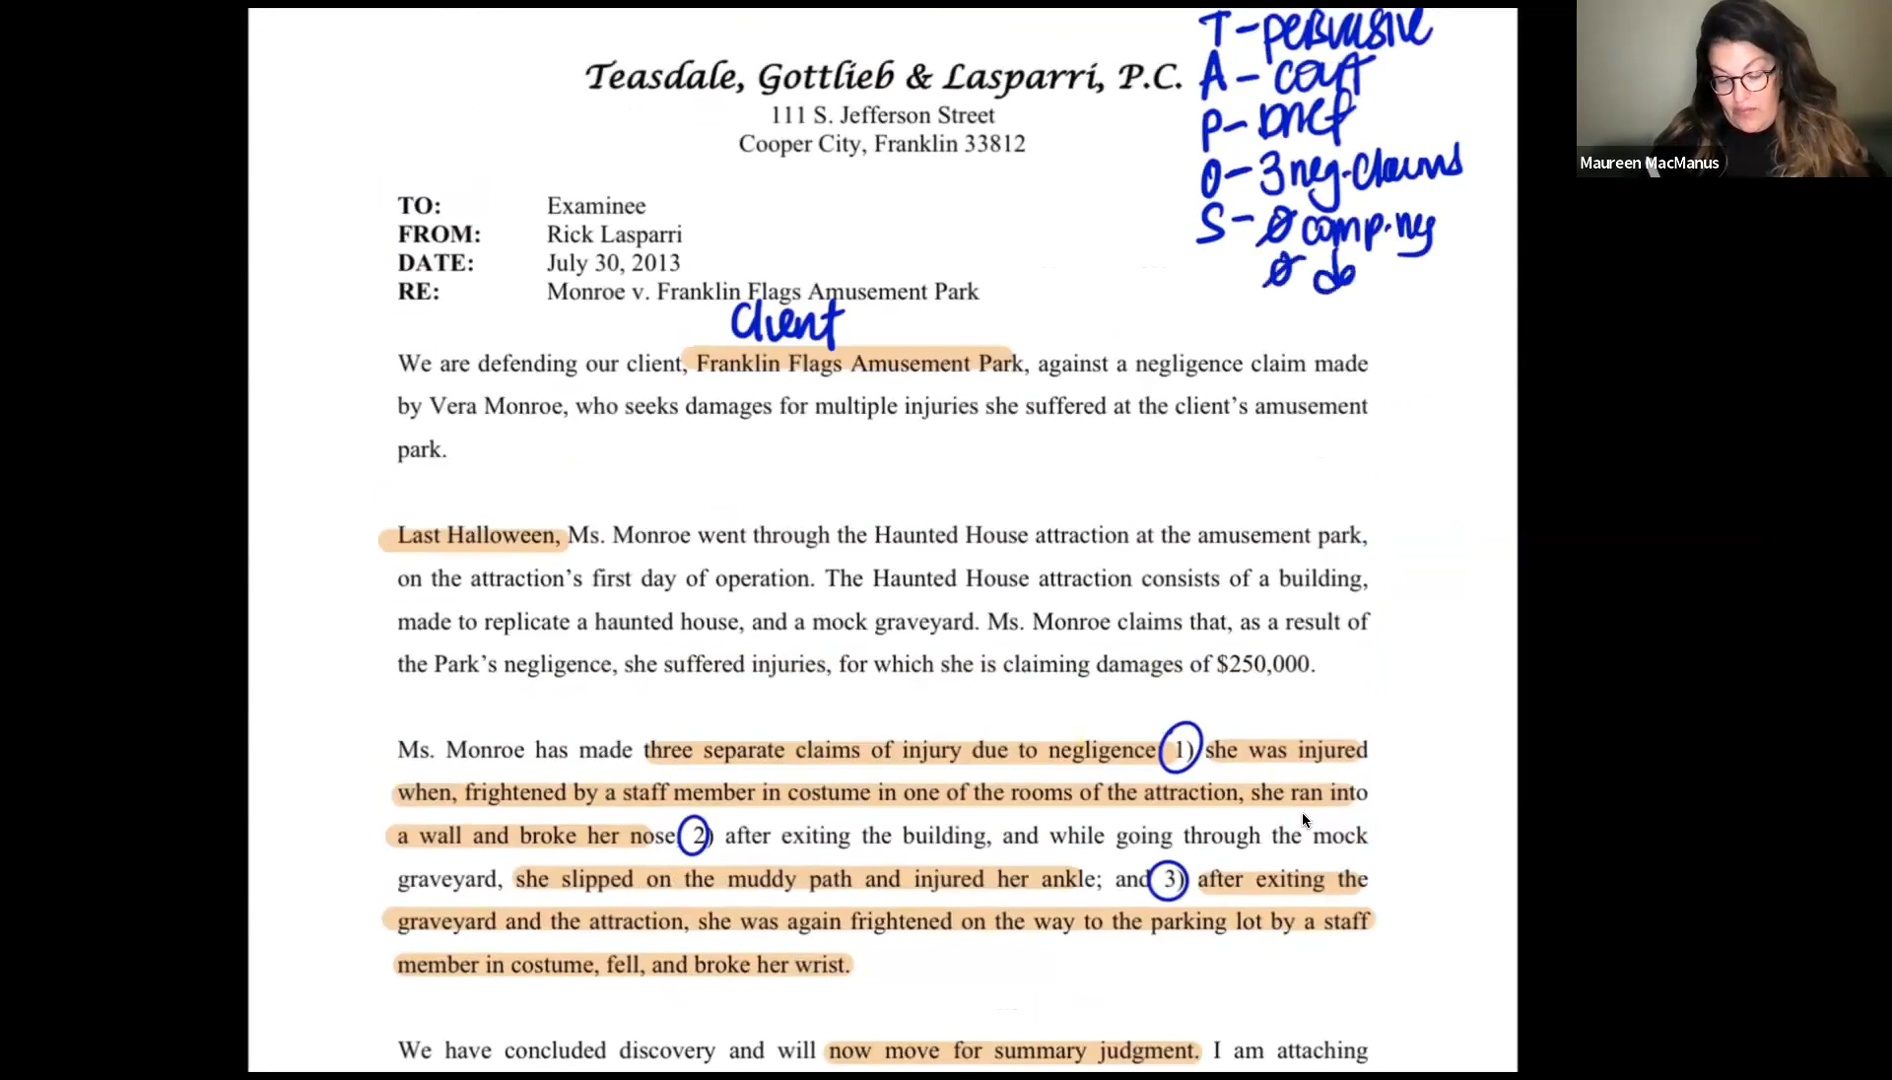 T - persuasive
Teasdale, Gottlieb & Lasparri, P.C.
A - court
111 S. Jefferson Street
P - brief
Cooper City, Franklin 33812
O - 3 neg. claims
Maureen MacManus
TO: Examinee
S - Ø comp. neg
FROM: Rick Lasparri
DATE: July 30, 2013
Ø
RE: Monroe v. Franklin Flags Amusement Park
Client
We are defending our client, Franklin Flags Amusement Park, against a negligence claim made
by Vera Monroe, who seeks damages for multiple injuries she suffered at the client’s amusement
park.
Last Halloween, Ms. Monroe went through the Haunted House attraction at the amusement park,
on the attraction’s first day of operation. The Haunted House attraction consists of a building,
made to replicate a haunted house, and a mock graveyard. Ms. Monroe claims that, as a result of
the Park’s negligence, she suffered injuries, for which she is claiming damages of $250,000.
Ms. Monroe has made three separate claims of injury due to negligence 1) she was injured
when, frightened by a staff member in costume in one of the rooms of the attraction, she ran into
a wall and broke her nose 2) after exiting the building, and while going through the mock
graveyard, she slipped on the muddy path and injured her ankle; and 3) after exiting the
graveyard and the attraction, she was again frightened on the way to the parking lot by a staff
member in costume, fell, and broke her wrist.
We have concluded discovery and will now move for summary judgment. I am attaching